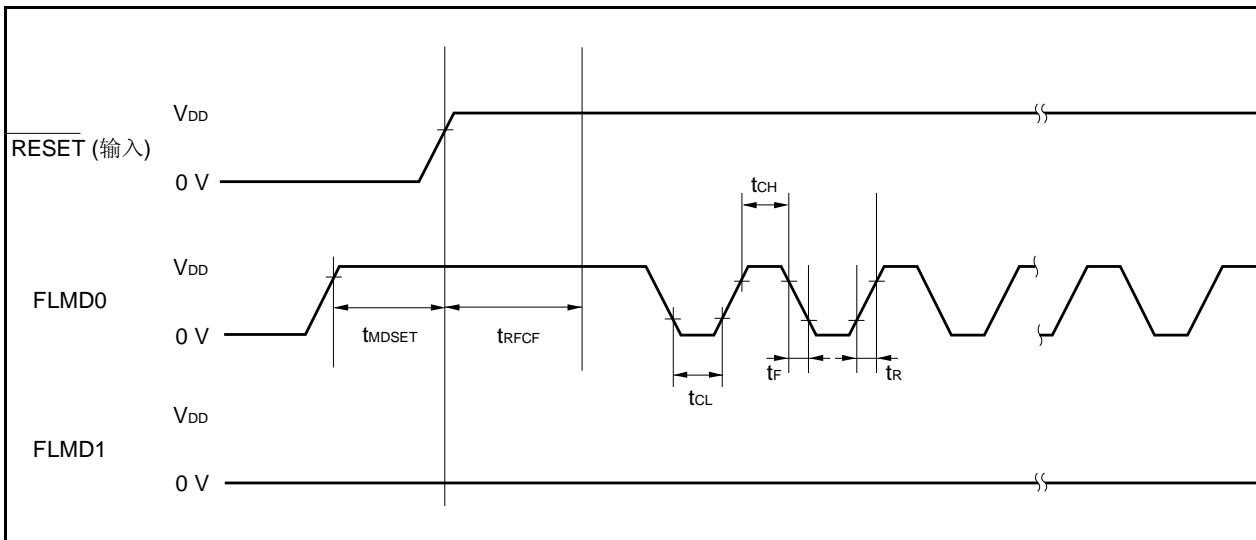 VDD
RESET (输入)
0 V
tCH
VDD
FLMD0
tMDSET
tRFCF
0 V
tF
tR
tCL
VDD
FLMD1
0 V